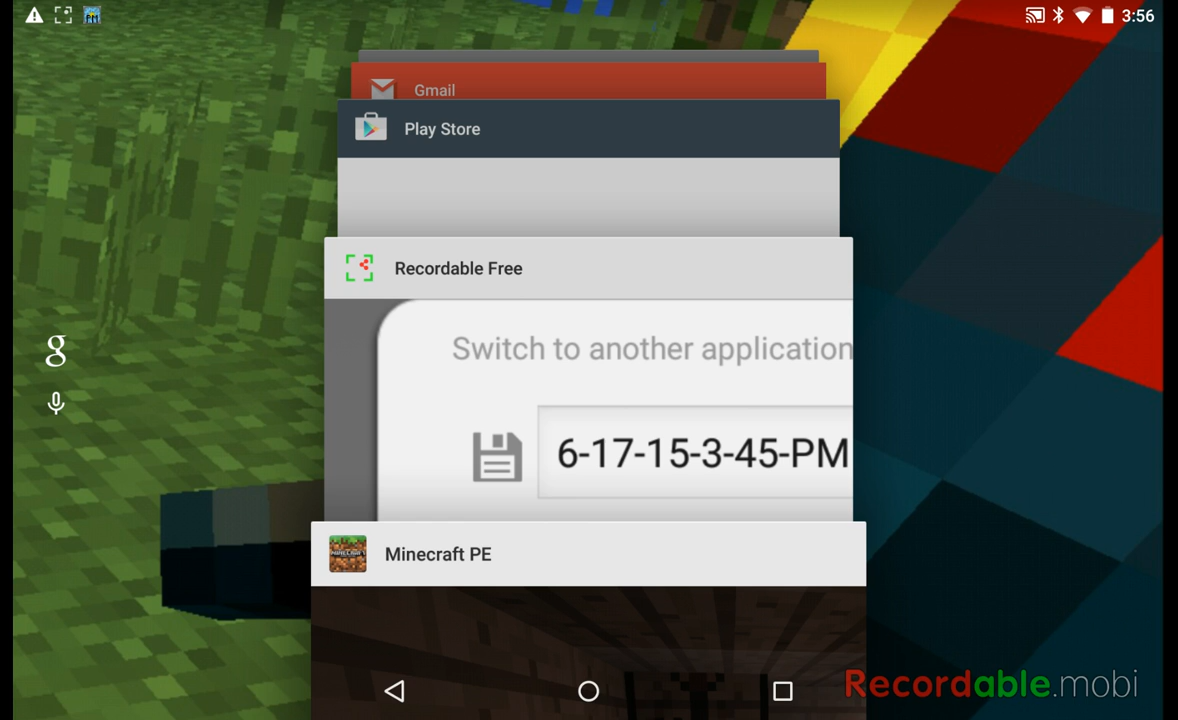 3:56
Gmail
Play Store
Recordable Free
Switch to another application
6-17-15-3-45-PM
g
Minecraft PE
Recordable.mobi